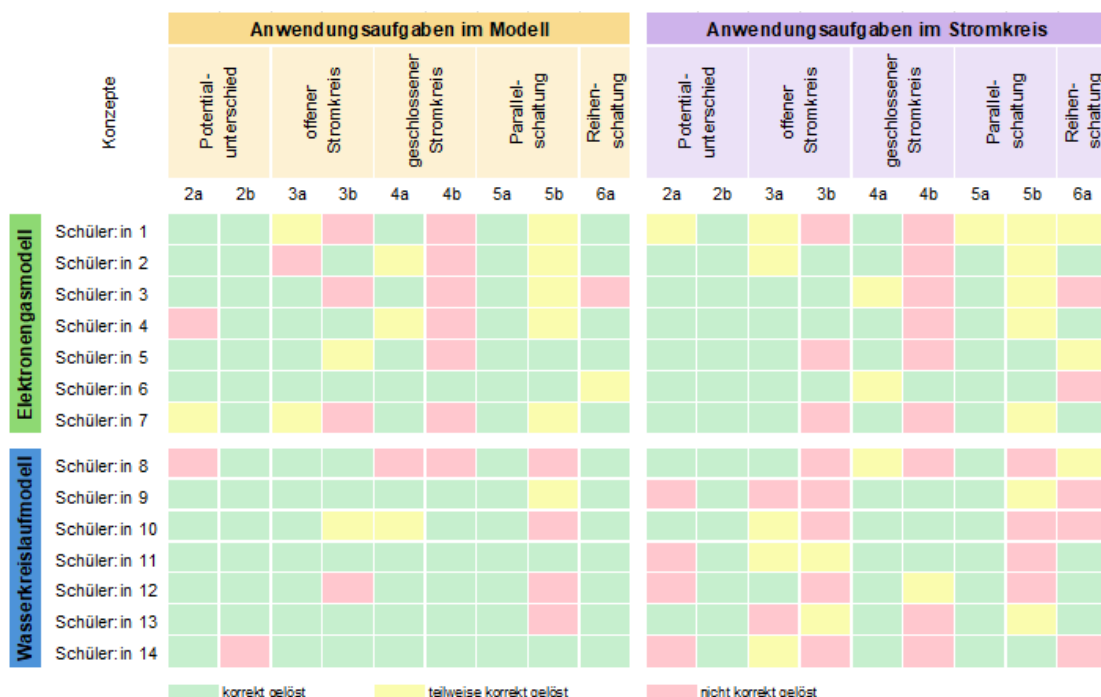 Anwendungsaufgaben im Modell
Anwendungsaufgaben im Stromkreis
Konzepte
Potential-
unterschied
offener
Stromkreis
geschlossener
Stromkreis
Parallel-
schaltung
Reihen-
schaltung
Potential-
unterschied
offener
Stromkreis
geschlossener
Stromkreis
Parallel-
schaltung
Reihen-
schaltung
2a 2b 3a 3b 4a 4b 5a 5b 6a
2a 2b 3a 3b 4a 4b 5a 5b 6a
Elektronengasmodell
Schüler:in 1
Schüler:in 2
Schüler:in 3
Schüler:in 4
Schüler:in 5
Schüler:in 6
Schüler:in 7
Wasserkreislaufmodell
Schüler:in 8
Schüler:in 9
Schüler:in 10
Schüler:in 11
Schüler:in 12
Schüler:in 13
Schüler:in 14
korrekt gelöst
teilweise korrekt gelöst
nicht korrekt gelöst